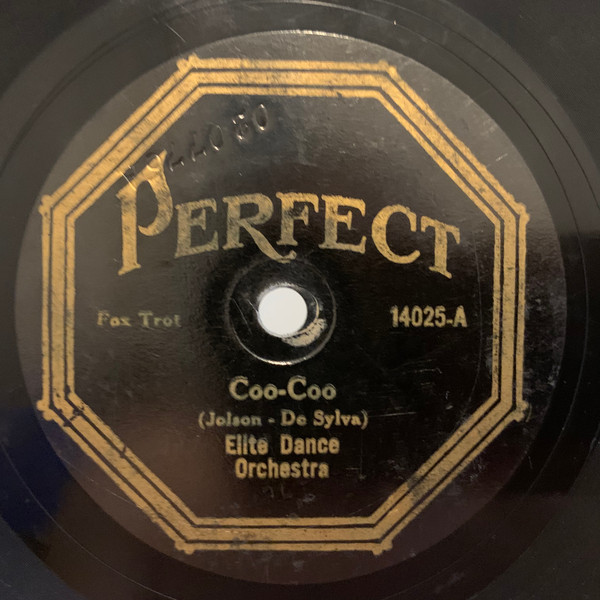 PERFECT
Fox Trot
14025-A
Coo-Coo
(Jolson - De Sylva)
Elite Dance
Orchestra